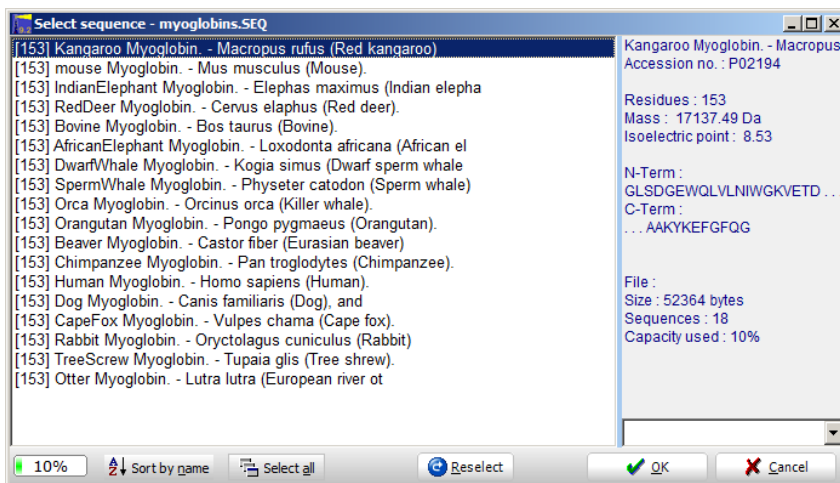 Select sequence - myoglobins.SEQ
[153] Kangaroo Myoglobin. - Macropus rufus (Red kangaroo)
[153] mouse Myoglobin. - Mus musculus (Mouse).
[153] IndianElephant Myoglobin. - Elephas maximus (Indian elepha
[153] RedDeer Myoglobin. - Cervus elaphus (Red deer).
[153] Bovine Myoglobin. - Bos taurus (Bovine).
[153] AfricanElephant Myoglobin. - Loxodonta africana (African el
[153] DwarfWhale Myoglobin. - Kogia simus (Dwarf sperm whale
[153] SpermWhale Myoglobin. - Physeter catodon (Sperm whale)
[153] Orca Myoglobin. - Orcinus orca (Killer whale).
[153] Orangutan Myoglobin. - Pongo pygmaeus (Orangutan).
[153] Beaver Myoglobin. - Castor fiber (Eurasian beaver)
[153] Chimpanzee Myoglobin. - Pan troglodytes (Chimpanzee).
[153] Human Myoglobin. - Homo sapiens (Human).
[153] Dog Myoglobin. - Canis familiaris (Dog), and
[153] CapeFox Myoglobin. - Vulpes chama (Cape fox).
[153] Rabbit Myoglobin. - Oryctolagus cuniculus (Rabbit)
[153] TreeScrew Myoglobin. - Tupaia glis (Tree shrew).
[153] Otter Myoglobin. - Lutra lutra (European river ot
Kangaroo Myoglobin. - Macropus
Accession no. : P02194
Residues : 153
Mass : 17137.49 Da
Isoelectric point : 8.53
N-Term :
GLSDGEWQLVLNIWGKVETD . . .
C-Term :
. . . AAKYKEFGFQG
File :
Size : 52364 bytes
Sequences : 18
Capacity used : 10%
10%
Sort by name
Select all
Reselect
OK
Cancel